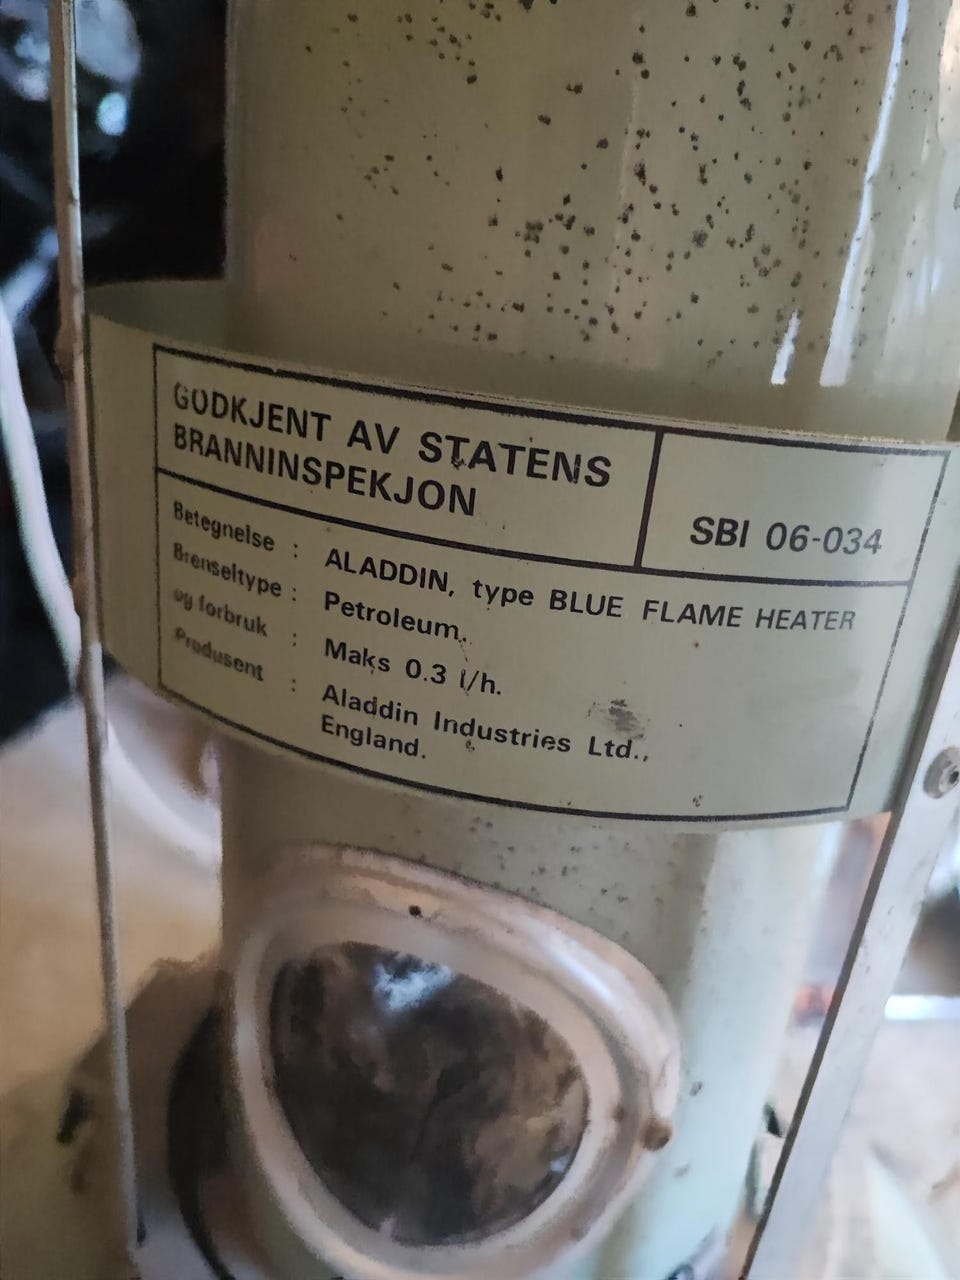 GODKJENT AV STATENS
BRANNINSPEKJON
SBI 06-034
Betegnelse : ALADDIN, type BLUE FLAME HEATER
Brenseltype : Petroleum.
og forbruk : Maks 0.3 l/h.
Produsent : Aladdin Industries Ltd.,
England.